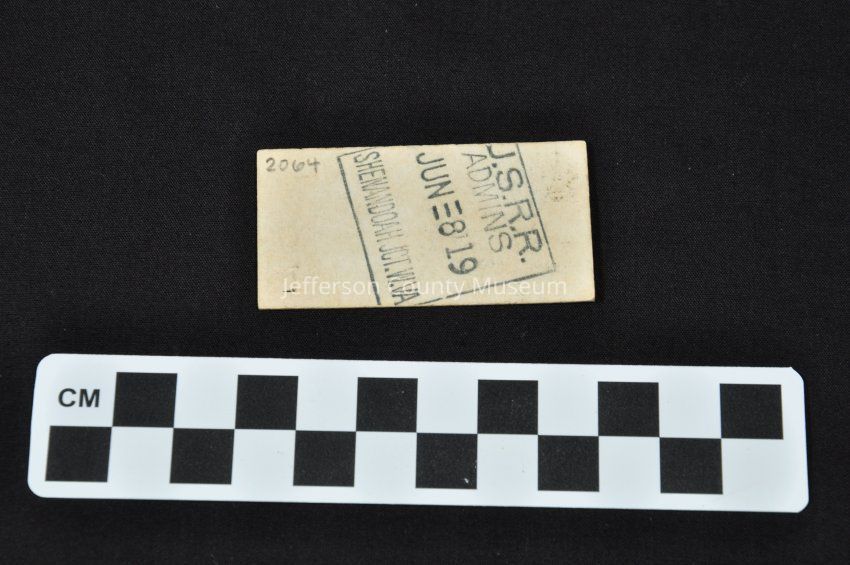 2064
J.S.R.R.
ADMINS
JUN 8 19
SHENANDOAH JCT. W.VA
Jefferson County Museum
CM